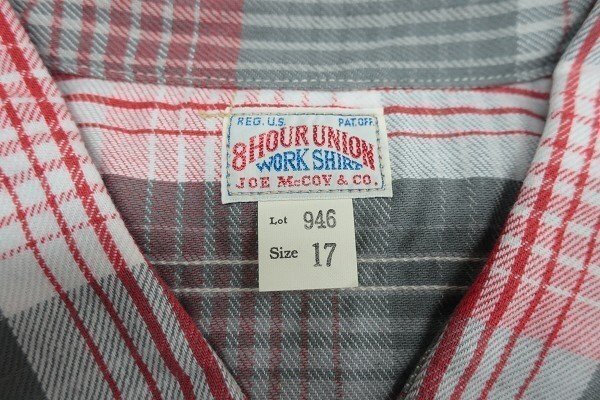 REG. U.S. PAT.OFF.
8 HOUR UNION
WORK SHIRT
JOE McCOY & CO.
Lot 946
Size 17